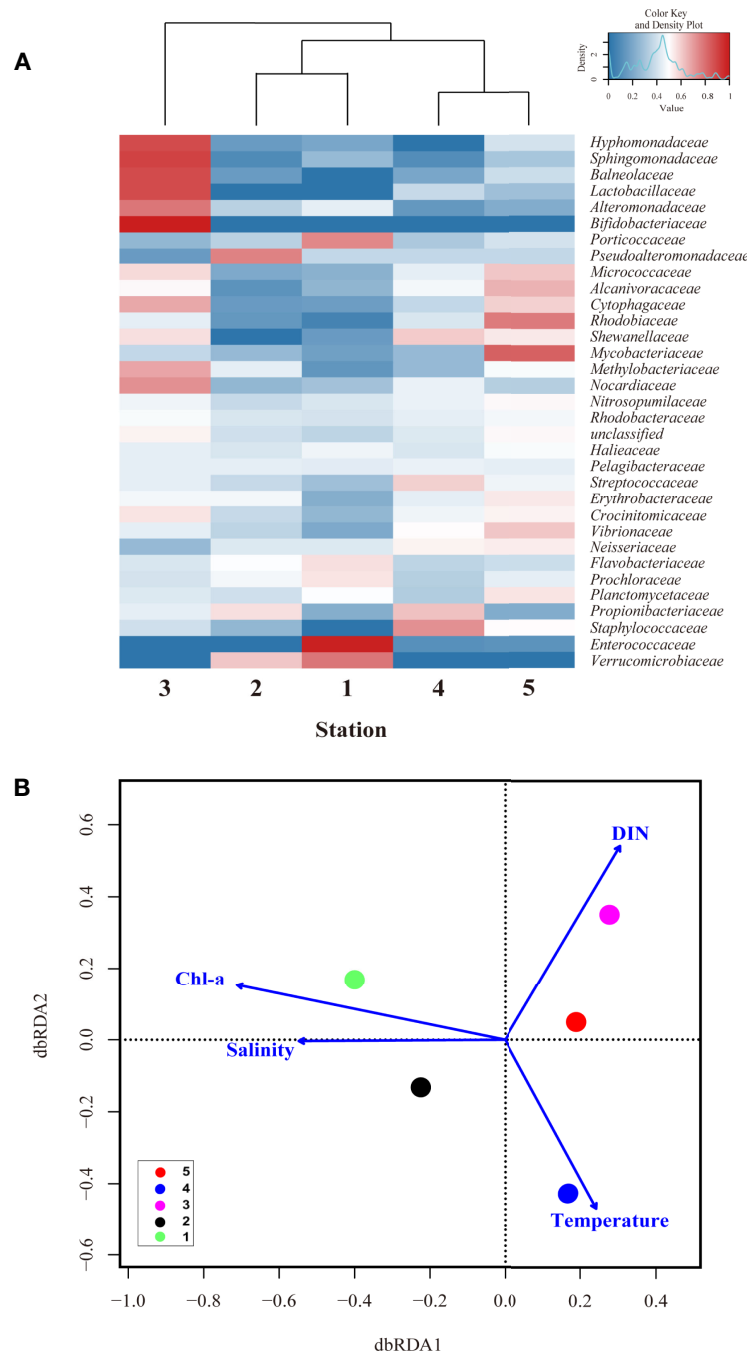 A
Color Key
and Density Plot
Density
0 2
0 0.2 0.4 0.6 0.8 1
Value
Hyphomonadaceae
Sphingomonadaceae
Balneolaceae
Lactobacillaceae
Alteromonadaceae
Bifidobacteriaceae
Porticoccaceae
Pseudoalteromonadaceae
Micrococcaceae
Alcanivoracaceae
Cytophagaceae
Rhodobiaceae
Shewanellaceae
Mycobacteriaceae
Methylobacteriaceae
Nocardiaceae
Nitrosopumilaceae
Rhodobacteraceae
unclassified
Halieaceae
Pelagibacteraceae
Streptococcaceae
Erythrobacteraceae
Crocinitomicaceae
Vibrionaceae
Neisseriaceae
Flavobacteriaceae
Prochloraceae
Planctomycetaceae
Propionibacteriaceae
Staphylococcaceae
Enterococcaceae
Verrucomicrobiaceae
3 2 1 4 5
Station
B
dbRDA2
0.6
0.4
0.2
0.0
−0.2
−0.4
−0.6
DIN
Chl-a
Salinity
Temperature
5
4
3
2
1
−1.0 −0.8 −0.6 −0.4 −0.2 0.0 0.2 0.4
dbRDA1